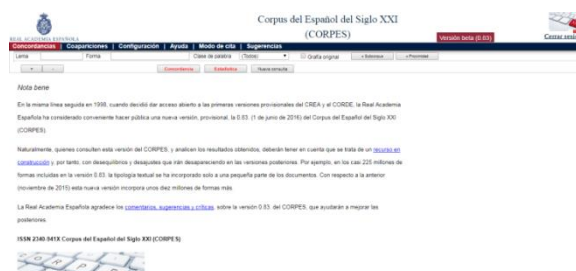 Corpus del Español del Siglo XXI
(CORPES)
REAL ACADEMIA ESPAÑOLA
Versión beta (0.83)
Cerrar sesión
Concordancias | Coapariciones | Configuración | Ayuda | Modo de cita | Sugerencias
Lema Forma Clase de palabra (Todos) Grafía original + Subcorpus + Proximidad
+ - Concordancia Estadística Nueva consulta
Nota bene
En la misma línea seguida en 1998, cuando decidió dar acceso abierto a las primeras versiones provisionales del CREA y el CORDE, la Real Academia
Española ha considerado conveniente hacer pública una nueva versión, provisional, la 0.83. (1 de junio de 2016) del Corpus del Español del Siglo XXI
(CORPES).
Naturalmente, quienes consulten esta versión del CORPES, y analicen los resultados obtenidos, deberán tener en cuenta que se trata de un recurso en
construcción y, por tanto, con desequilibrios y desajustes que irán desapareciendo en las versiones posteriores. Por ejemplo, en los casi 225 millones de
formas incluidas en la versión 0.83, la tipología textual se ha incorporado solo a una pequeña parte de los documentos. Con respecto a la anterior
(noviembre de 2015) esta nueva versión incorpora unos diez millones de formas más.
La Real Academia Española agradece los comentarios, sugerencias y críticas, sobre la versión 0.83. del CORPES, que ayudarán a mejorar las
posteriores.
ISSN 2340-941X Corpus del Español del Siglo XXI (CORPES)
C O R P E S